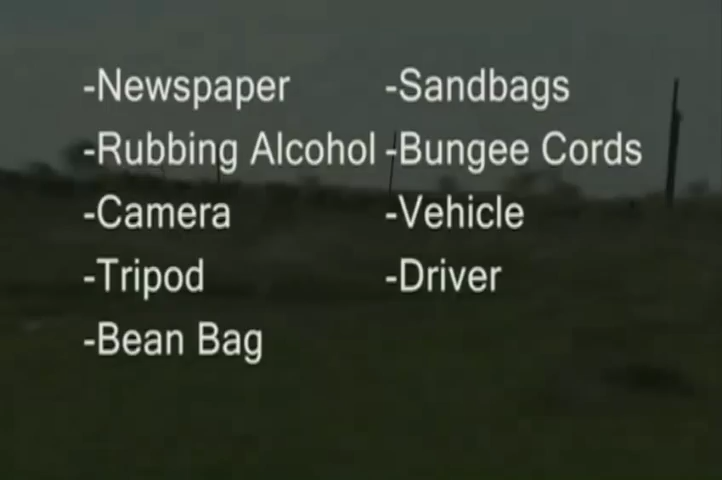 -Newspaper
-Rubbing Alcohol
-Camera
-Tripod
-Bean Bag
-Sandbags
-Bungee Cords
-Vehicle
-Driver